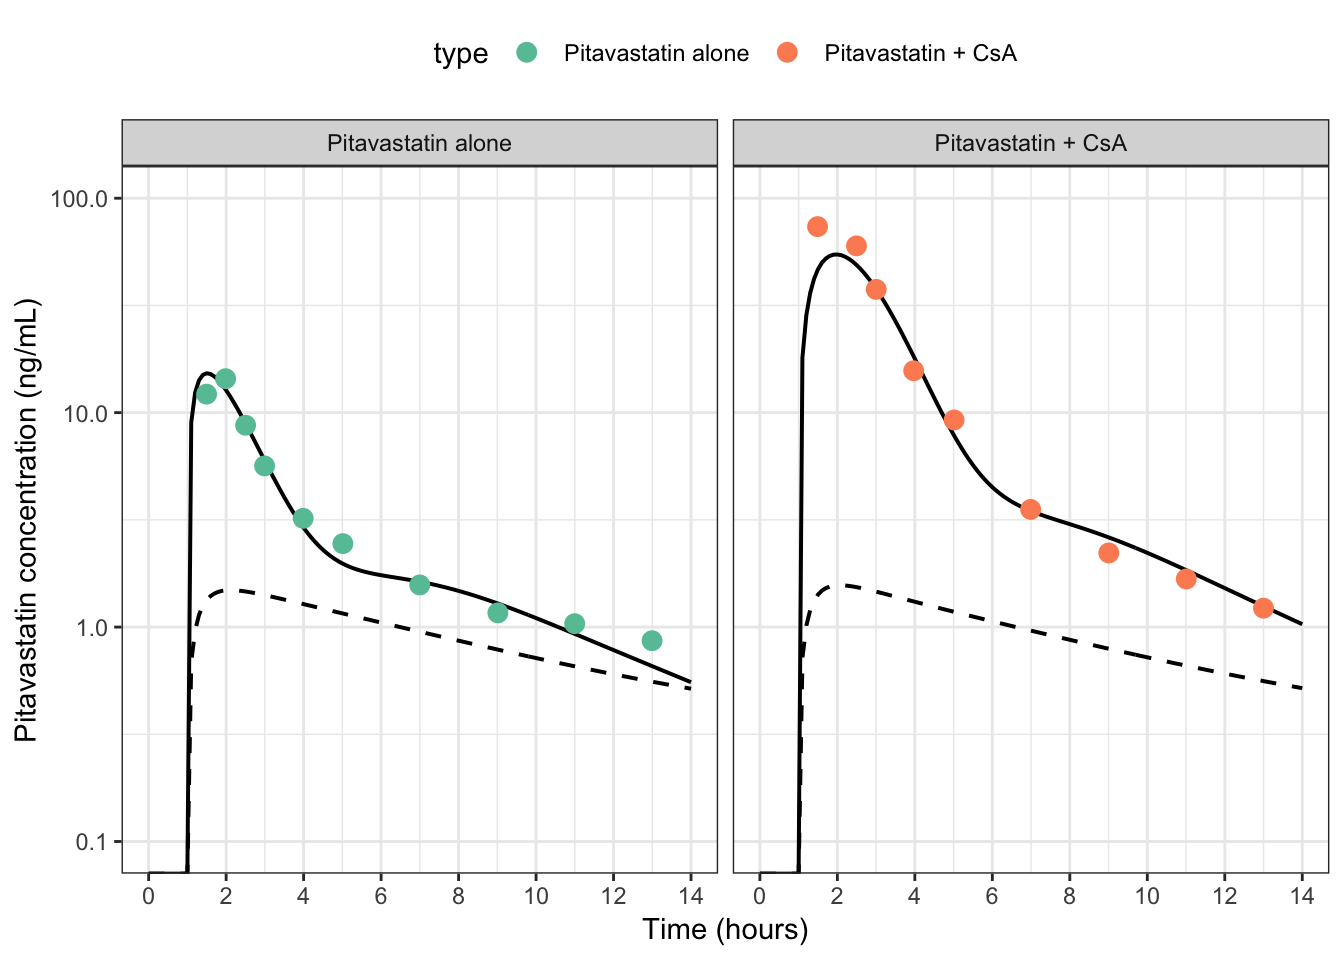 type Pitavastatin alone Pitavastatin + CsA
Pitavastatin alone
Pitavastatin + CsA
Pitavastatin concentration (ng/mL)
100.0
10.0
1.0
0.1
0 2 4 6 8 10 12 14
0 2 4 6 8 10 12 14
Time (hours)